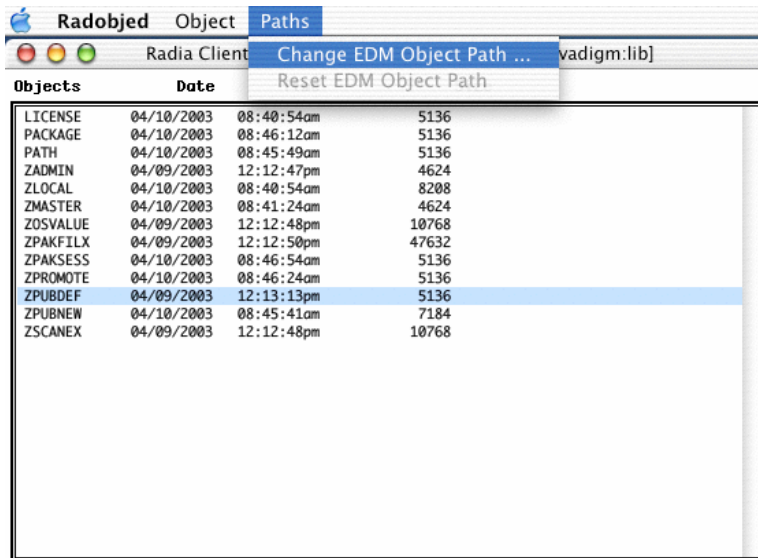 Radobjed Object Paths
Radia Clien
vadigm:lib]
Change EDM Object Path ...
Reset EDM Object Path
Objects Date
LICENSE 04/10/2003 08:40:54am 5136
PACKAGE 04/10/2003 08:46:12am 5136
PATH 04/10/2003 08:45:49am 5136
ZADMIN 04/09/2003 12:12:47pm 4624
ZLOCAL 04/10/2003 08:40:54am 8208
ZMASTER 04/10/2003 08:41:24am 4624
ZOSVALUE 04/09/2003 12:12:48pm 10768
ZPAKFILX 04/09/2003 12:12:50pm 47632
ZPAKSESS 04/10/2003 08:46:54am 5136
ZPROMOTE 04/10/2003 08:46:24am 5136
ZPUBDEF 04/09/2003 12:13:13pm 5136
ZPUBNEW 04/10/2003 08:45:41am 7184
ZSCANEX 04/09/2003 12:12:48pm 10768